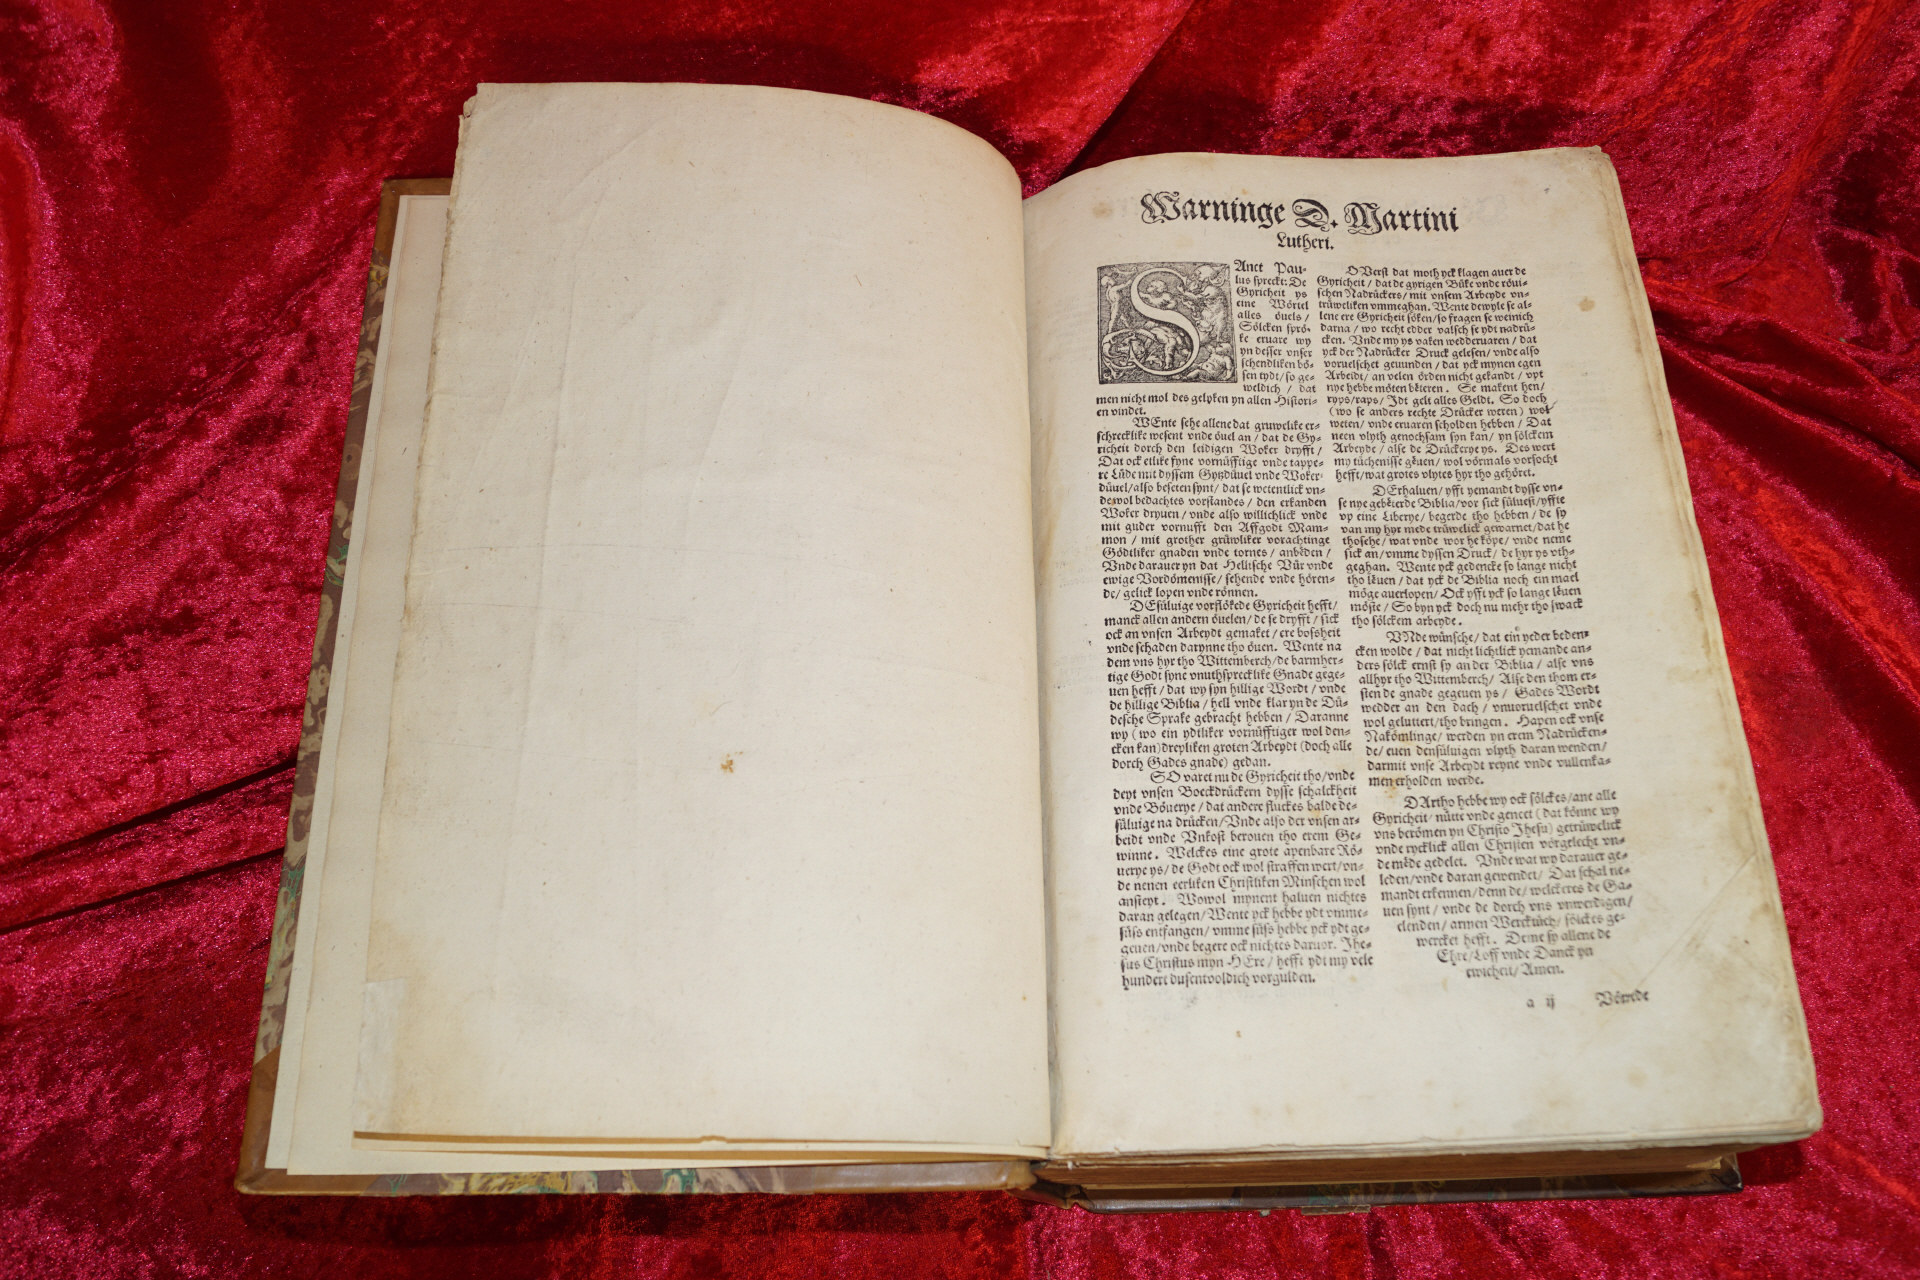 Warninge D. Martini
Lutheri.
SAnct Pau-
lus spreckt: De
Gyricheit ys
eine Wörtel
alles öuels /
Sölcken sprö-
ke eruare wy
yn desser vnser
schendliken bö-
sen tydt / so ge-
weldich / dat
men nicht mol des gelyken yn allen Histori-
en vindet.
WEnte sehe allene dat gruwelike er-
schrecklike wesent vnde öuel an / dat de Gy-
richeit dorch den leidigen Woker dryfft /
Dat ock etlike fyne vornüfftige vnde tappe-
re Lüde mit dyssem Gytzdüuel vnde Woker-
düuel / also beseten synt / dat se wetentlick vn-
de wol bedachtes vorstandes / den erkanden
Woker dryuen / vnde also willichlick vnde
mit guder vornufft den Affgodt Mam-
mon / mit grother grüwliker vorachtinge
Gödtliker gnaden vnde tornes / anbeden /
Vnde darauer yn dat Hellische Vür vnde
ewige Vordömenisse / sehende vnde hören-
de / gelick lopen vnde rönnen.
DEsüluige vorflökede Gyricheit hefft /
manck allen andern öuelen / de se dryfft / sick
ock an vnsen Arbeydt gemaket / ere bosheit
vnde schaden darynne tho öuen. Wente na
dem vns hyr tho Wittemberch / de barmher-
tige Godt syne vnuthsprecklike Gnade gege-
uen hefft / dat wy syn hillige Wordt / vnde
de hillige Biblia / hell vnde klar yn de Dü-
desche Sprake gebracht hebben / Daranne
wy ( wo ein ydtliker vornüfftiger wol den-
cken kan) drepliken groten Arbeydt (doch alle
dorch Gades gnade) gedan.
SO varet nu de Gyricheit tho / vnde
deyt vnsen Boeckdrückern dysse schalckheit
vnde Böuerye / dat andere fluckes balde de-
süluige na drücken / Vnde also der vnsen ar-
beidt vnde Vnkost berouen tho erem Ge-
winne. Welckes eine grote apenbare Rö-
uerye ys / de Godt ock wol straffen wert / vn-
de nenen eerliken Christliken Minschen wol
ansteyt. Wowol mynent haluen nichtes
daran gelegen / Wente yck hebbe ydt vmme-
süss entfangen / vmme süss hebbe yck ydt ge-
geuen / vnde begere ock nichtes daruor. Jhe-
sus Christus myn HEre / hefft ydt my vele
hundert dusentuoldich vorgulden.
OVerst dat moth yck klagen auer de
Gyricheit / dat de gyrigen Büke vnde röui-
schen Nadrückers / mit vnsem Arbeyde vn-
trüweliken vmmeghan. Wente dewyle se al-
lene ere Gyricheit söken / so fragen se weinich
darna / wo recht edder valsch se ydt nadrü-
cken. Vnde my ys vaken wedderuaren / dat
yck der Nadrücker Druck gelesen / vnde also
voruelschet geuunden / dat yck mynen egen
Arbeidt / an velen örden nicht gekandt / vpt
nye hebbe möten beteren. Se makent hen /
ryps / raps / Jdt gelt alles Geldt. So doch
(wo se anders rechte Drücker weren) wol
weten / vnde eruaren scholden hebben / Dat
neen vlyth genochsam syn kan / yn sölckem
Arbeyde / alse de Drückerye ys. Des wert
my tüchenisse geuen / wol vörmals vorsocht
hefft / wat grotes vlytes hyr tho gehöret.
DErhaluen / yfft yemandt dysse vn-
se nye gebeterde Biblia / vor sick sülues / yffte
vp eine Liberye / begerde tho hebben / de sy
van my hyr mede trüwelick gewarnet / dat he
thosehe / wat vnde wor he köpe / vnde neme
sick an / vmme dyssen Druck / de hyr ys vth-
geghan. Wente yck gedencke so lange nicht
tho leuen / dat yck de Biblia noch ein mael
möge auerlopen / Ock yfft yck so lange leuen
möste / So byn yck doch nu mehr tho swack
tho sölckem arbeyde.
VNde wünsche / dat ein yeder beden-
cken wolde / dat nicht lichtlick yemande an-
ders sölck ernst sy an der Biblia / alse vns
allhyr tho Wittemberch / Alse den thom er-
sten de gnade gegeuen ys / Gades Wordt
wedder an den dach / vnuoruelschet vnde
wol geluttert / tho bringen. Hapen ock vnse
Nakömlinge / werden yn erem Nadrücken-
de / euen densüluigen vlyth daran wenden /
darmit vnse Arbeydt reyne vnde vullenka-
men erholden werde.
DArtho hebbe wy ock sölckes / ane alle
Gyricheit / nütte vnde geneet ( dat könne wy
vns berömen yn Christo Jhesu) getrüwelick
vnde rycklick allen Christen vörgelecht vn-
de mede gedelet. Vnde wat wy darauer ge-
leden / vnde daran gewendet / Dat schal ne-
mandt erkennen / denn de / welckeres de Ga-
uen synt / vnde de dorch vns vnwerdigen /
elenden / armen Wercktüch / sölckes ge-
wercket hefft. Deme sy allene de
Ehre / Loff vnde Danck yn
ewicheit / Amen.
a ij Vörrede